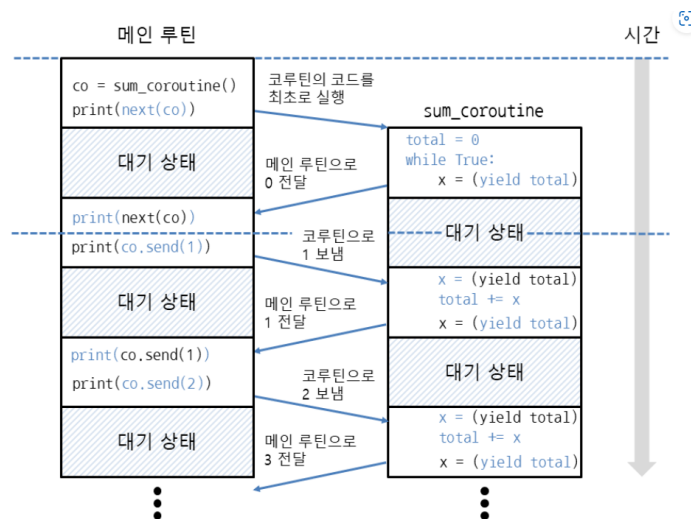 메인 루틴
시간
co = sum_coroutine()
print(next(co))
코루틴의 코드를
최초로 실행
sum_coroutine
대기 상태
total = 0
while True:
x = (yield total)
메인 루틴으로
0 전달
print(next(co))
print(co.send(1))
코루틴으로
1 보냄
대기 상태
대기 상태
x = (yield total)
total += x
x = (yield total)
메인 루틴으로
1 전달
print(co.send(1))
print(co.send(2))
코루틴으로
2 보냄
대기 상태
대기 상태
x = (yield total)
total += x
x = (yield total)
메인 루틴으로
3 전달